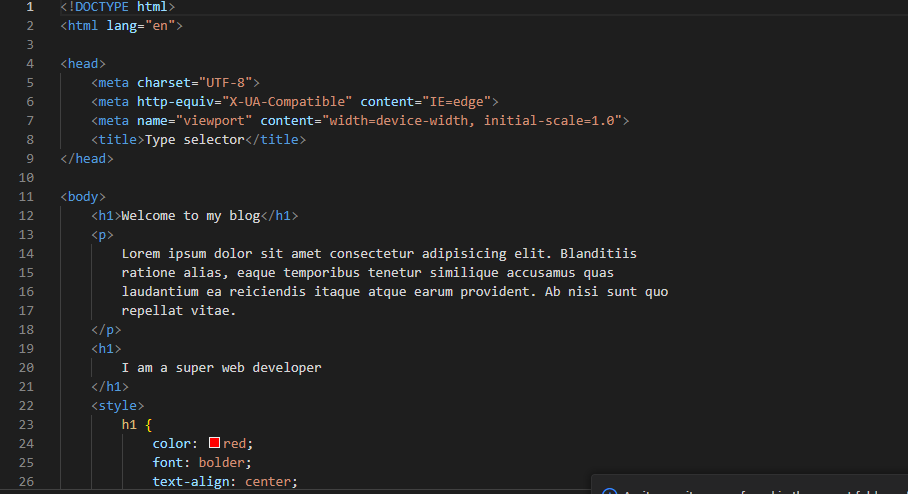 1 <!DOCTYPE html>
2 <html lang="en">
3
4 <head>
5     <meta charset="UTF-8">
6     <meta http-equiv="X-UA-Compatible" content="IE=edge">
7     <meta name="viewport" content="width=device-width, initial-scale=1.0">
8     <title>Type selector</title>
9 </head>
10
11 <body>
12     <h1>Welcome to my blog</h1>
13     <p>
14         Lorem ipsum dolor sit amet consectetur adipisicing elit. Blanditiis
15         ratione alias, eaque temporibus tenetur similique accusamus quas
16         laudantium ea reiciendis itaque atque earum provident. Ab nisi sunt quo
17         repellat vitae.
18     </p>
19     <h1>
20         I am a super web developer
21     </h1>
22     <style>
23         h1 {
24             color: red;
25             font: bolder;
26             text-align: center;